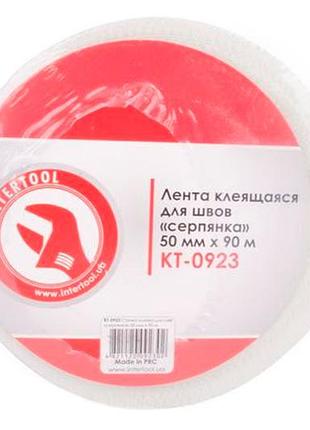 INTERTOOL
www.intertool.ua
Лента клеящаяся
для швов
«серпянка»
50 мм х 90 м
КТ-0923
Made in PRC
www.intertool.ua